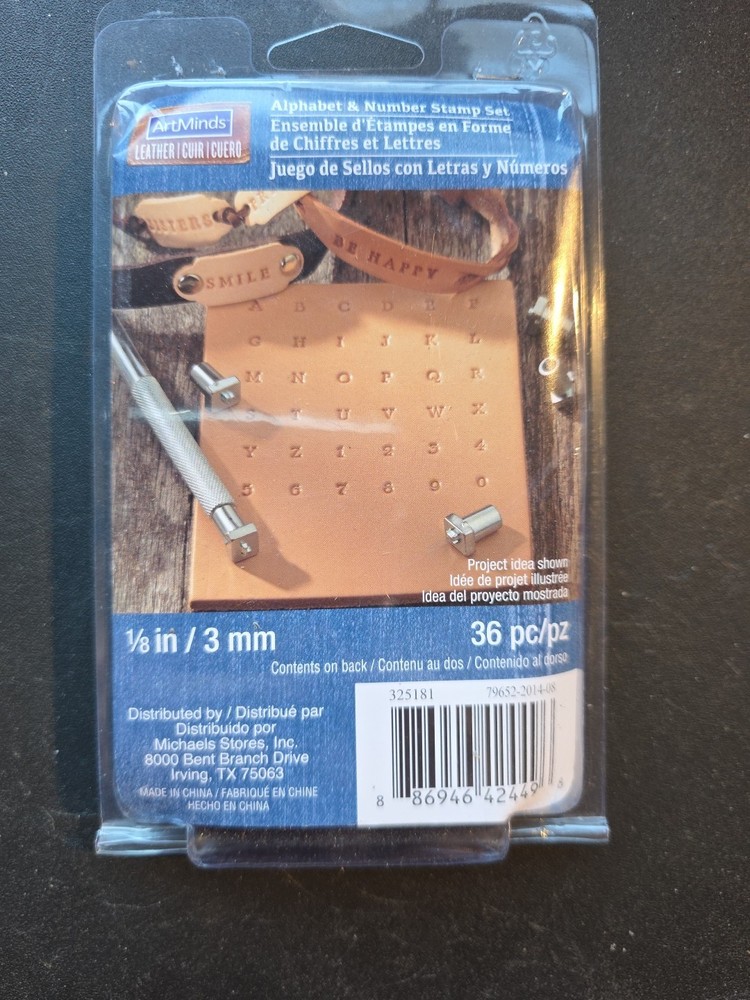 ArtMinds
LEATHER | CUIR | CUERO
Alphabet & Number Stamp Set
Ensemble d'Étampes en Forme
de Chiffres et Lettres
Juego de Sellos con Letras y Números
BE HAPPY
SMILE
A B C D E F
G H I J K L
M N O P Q R
S T U V W X
Y Z 1 2 3 4
5 6 7 8 9 0
Project idea shown
Idée de projet illustrée
Idea del proyecto mostrada
⅛ in / 3 mm
36 pc/pz
Contents on back / Contenu au dos / Contenido al dorso
Distributed by / Distribué par
Distribuido por
Michaels Stores, Inc.
8000 Bent Branch Drive
Irving, TX 75063
MADE IN CHINA / FABRIQUÉ EN CHINE
HECHO EN CHINA
325181 79652-2014-08
8 86946 42449